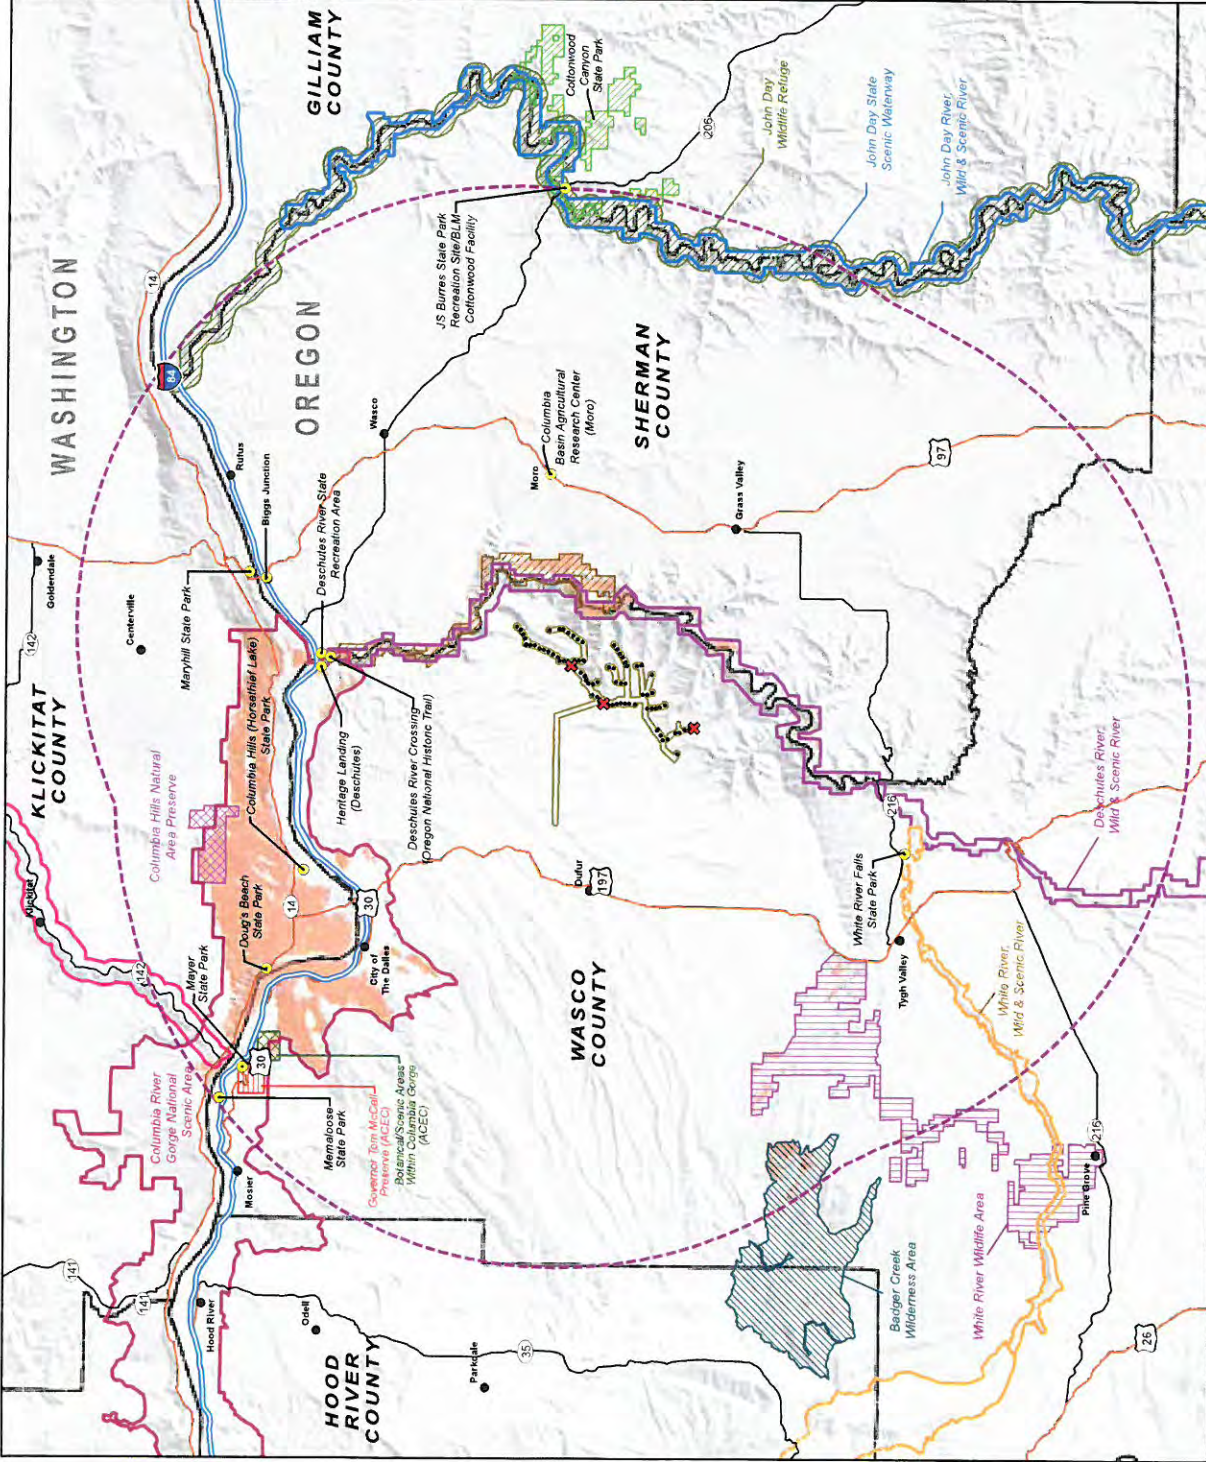 WASHINGTON
OREGON
KLICKITAT
COUNTY
GILLIAM
COUNTY
SHERMAN
COUNTY
WASCO
COUNTY
HOOD
RIVER
COUNTY
141
141
142
142
14
14
84
30
30
197
97
206
216
216
35
26
Goldendale
Centerville
Klickitat
Hood River
Odell
Parkdale
Mosier
City of
The Dalles
Rufus
Biggs Junction
Wasco
Moro
Grass Valley
Dufur
Tygh Valley
Pine Grove
Columbia River
Gorge National
Scenic Area
Mayer
State Park
Doug's Beach
State Park
Columbia Hills Natural
Area Preserve
Columbia Hills (Horsethief Lake)
State Park
Maryhill State Park
Memaloose
State Park
Governor Tom McCall
Preserve (ACEC)
Botanical/Scenic Areas
Within Columbia Gorge
(ACEC)
Heritage Landing
(Deschutes)
Deschutes River Crossing
(Oregon National Historic Trail)
Deschutes River State
Recreation Area
JS Burres State Park
Recreation Site/BLM
Cottonwood Facility
Cottonwood
Canyon
State Park
Columbia
Basin Agricultural
Research Center
(Moro)
John Day
Wildlife Refuge
John Day State
Scenic Waterway
John Day River,
Wild & Scenic River
White River Falls
State Park
Deschutes River,
Wild & Scenic River
White River,
Wild & Scenic River
Badger Creek
Wilderness Area
White River Wildlife Area